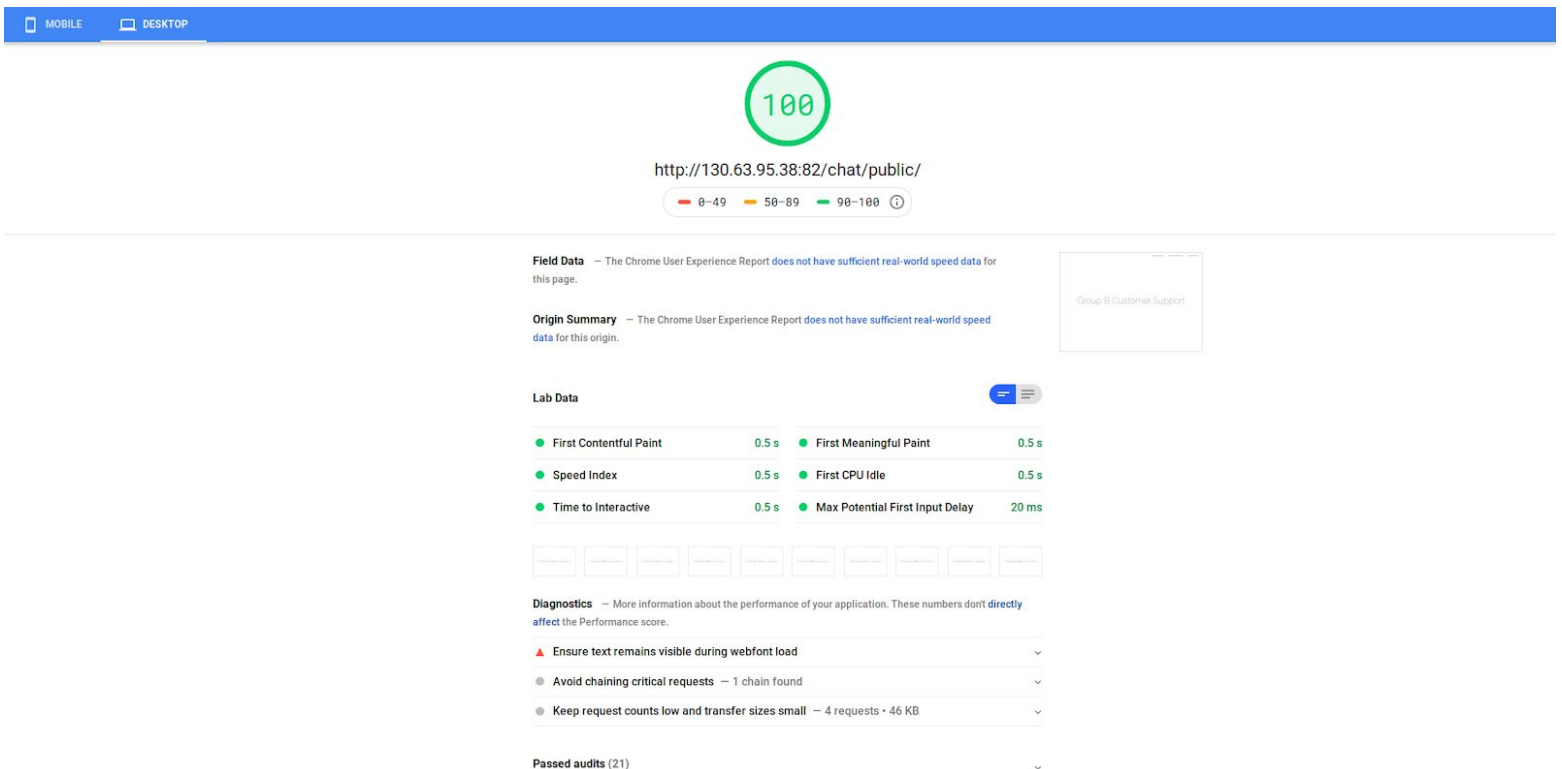 MOBILE
DESKTOP
100
http://130.63.95.38:82/chat/public/
0-49 50-89 90-100
Field Data — The Chrome User Experience Report does not have sufficient real-world speed data for
this page.
Group B Customer Support
Origin Summary — The Chrome User Experience Report does not have sufficient real-world speed
data for this origin.
Lab Data
First Contentful Paint 0.5 s
First Meaningful Paint 0.5 s
Speed Index 0.5 s
First CPU Idle 0.5 s
Time to Interactive 0.5 s
Max Potential First Input Delay 20 ms
Diagnostics — More information about the performance of your application. These numbers don't directly
affect the Performance score.
Ensure text remains visible during webfont load
Avoid chaining critical requests — 1 chain found
Keep request counts low and transfer sizes small — 4 requests • 46 KB
Passed audits (21)